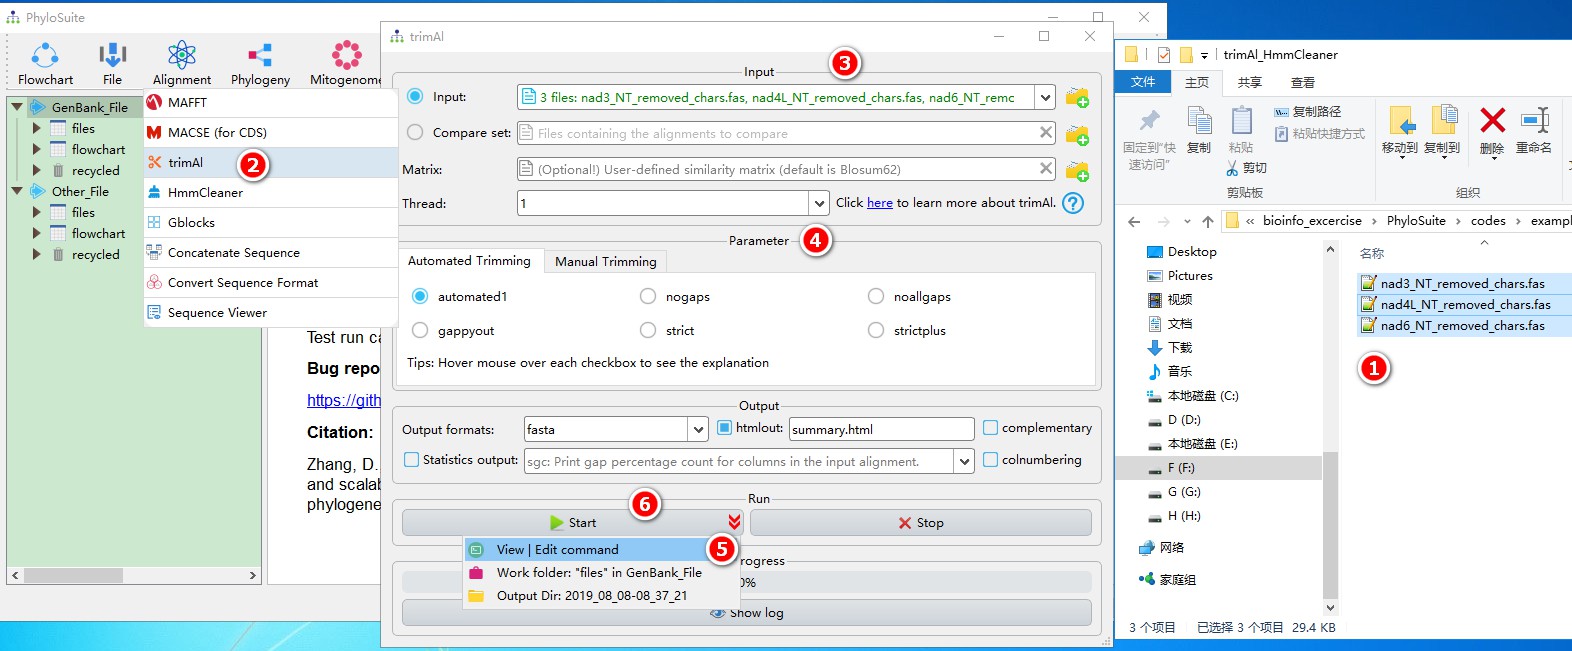 PhyloSuite
Flowchart
File
Alignment
Phylogeny
Mitogenome
GenBank_File
files
flowchart
recycled
Other_File
files
flowchart
recycled
MAFFT
MACSE (for CDS)
trimAl
2
HmmCleaner
Gblocks
Concatenate Sequence
Convert Sequence Format
Sequence Viewer
Test run ca
Bug repo
https://gith
Citation:
Zhang, D.,
and scalab
phylogene
trimAl
Input
3
Input: 3 files: nad3_NT_removed_chars.fas, nad4L_NT_removed_chars.fas, nad6_NT_remc
Compare set: Files containing the alignments to compare
Matrix: (Optional!) User-defined similarity matrix (default is Blosum62)
Thread: 1 Click here to learn more about trimAl. ?
Parameter
4
Automated Trimming Manual Trimming
automated1 nogaps noallgaps
gappyout strict strictplus
Tips: Hover mouse over each checkbox to see the explanation
Output
Output formats: fasta htmlout: summary.html complementary
Statistics output: sgc: Print gap percentage count for columns in the input alignment. colnumbering
6
Run
Start Stop
View | Edit command
5
Work folder: "files" in GenBank_File
Output Dir: 2019_08_08-08_37_21
rogress
0%
Show log
trimAl_HmmCleaner
文件 主页 共享 查看
固定到"快
速访问"
复制
粘贴
复制路径
粘贴快捷方式
剪切
剪贴板
移动到 复制到 删除 重命名
组织
« bioinfo_excercise PhyloSuite codes exampl
名称
Desktop
Pictures
视频
文档
下载
音乐
本地磁盘 (C:)
D (D:)
本地磁盘 (E:)
F (F:)
G (G:)
H (H:)
网络
家庭组
nad3_NT_removed_chars.fas
nad4L_NT_removed_chars.fas
nad6_NT_removed_chars.fas
1
3 个项目 已选择 3 个项目 29.4 KB